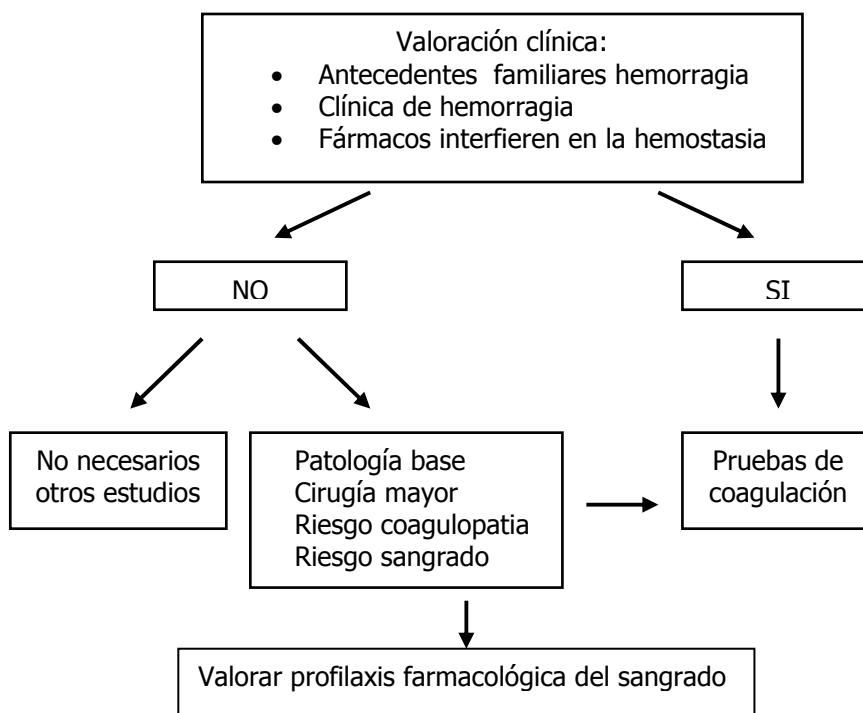 Valoración clínica:
• Antecedentes familiares hemorragia
• Clínica de hemorragia
• Fármacos interfieren en la hemostasia
NO
SI
No necesarios
otros estudios
Patología base
Cirugía mayor
Riesgo coagulopatia
Riesgo sangrado
Pruebas de
coagulación
Valorar profilaxis farmacológica del sangrado